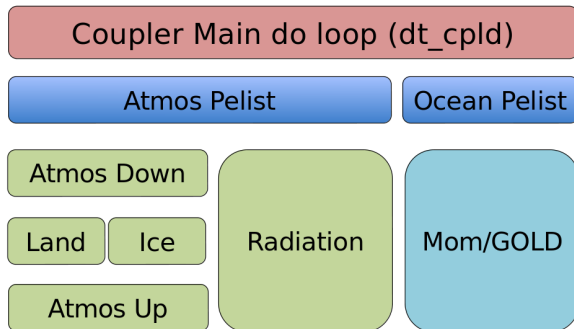 Coupler Main do loop (dt_cpld)
Atmos Pelist
Ocean Pelist
Atmos Down
Land
Ice
Radiation
Mom/GOLD
Atmos Up